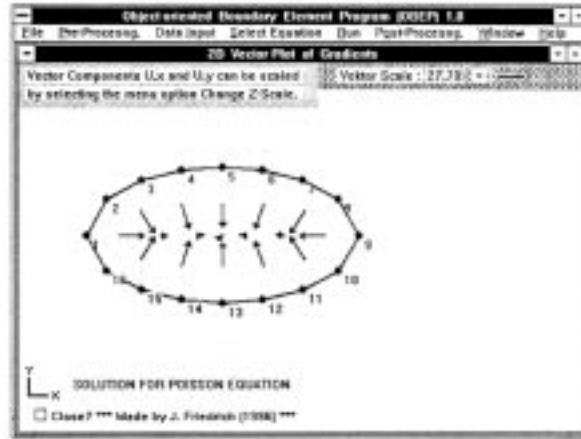 Object-oriented Boundary Element Program (OBEP) 1.0
File Pre-Processing. Data Input Select Equation Run Post-Processing. Window Help
2D Vector-Plot of Gradients
Vector Components U,x and U,y can be scaled
by selecting the menu option Change Z-Scale.
Vektor Scale :
5
4 6
3 7
2 8
1 9
16 10
15 11
14 13 12
Y
X
SOLUTION FOR POISSON EQUATION
Close? *** Made by J. Friedrich (1996) ***